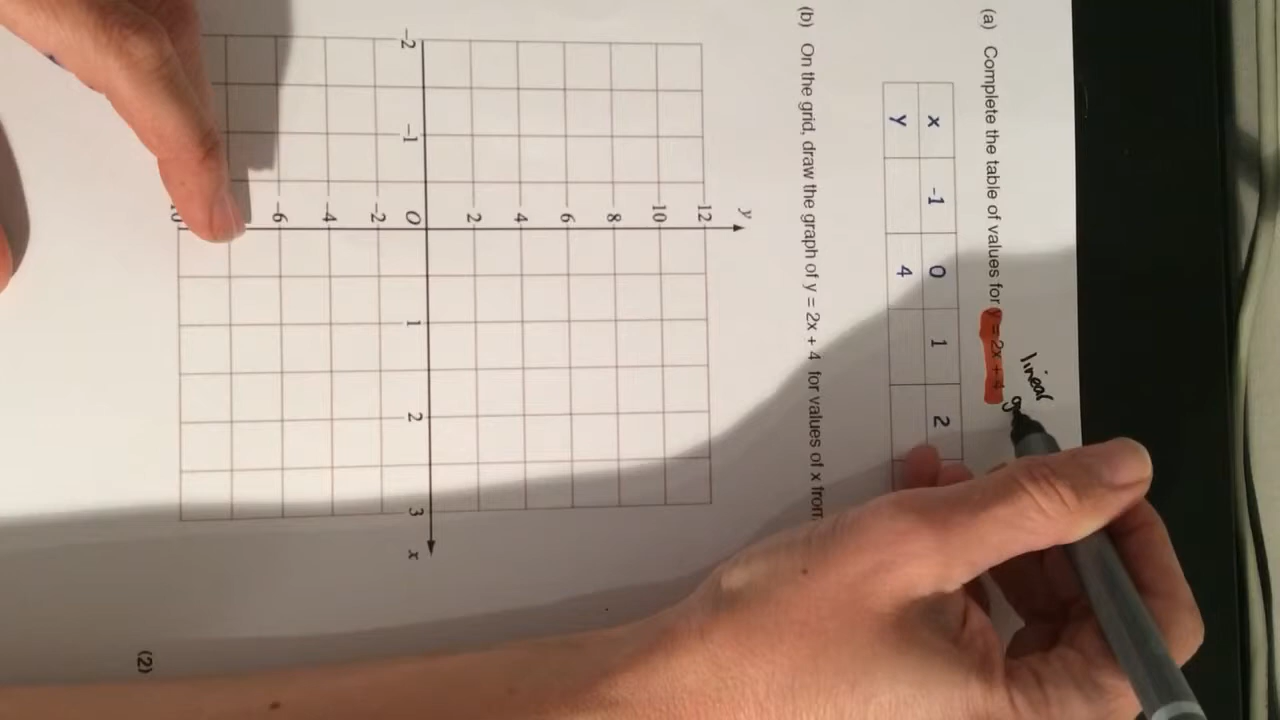 (a) Complete the table of values for y = 2x + 4
linear
x -1 0 1 2
y 4
(b) On the grid, draw the graph of y = 2x + 4 for values of x from
y
12
10
8
6
4
2
-2 -1 O 1 2 3 x
-2
-4
-6
(2)